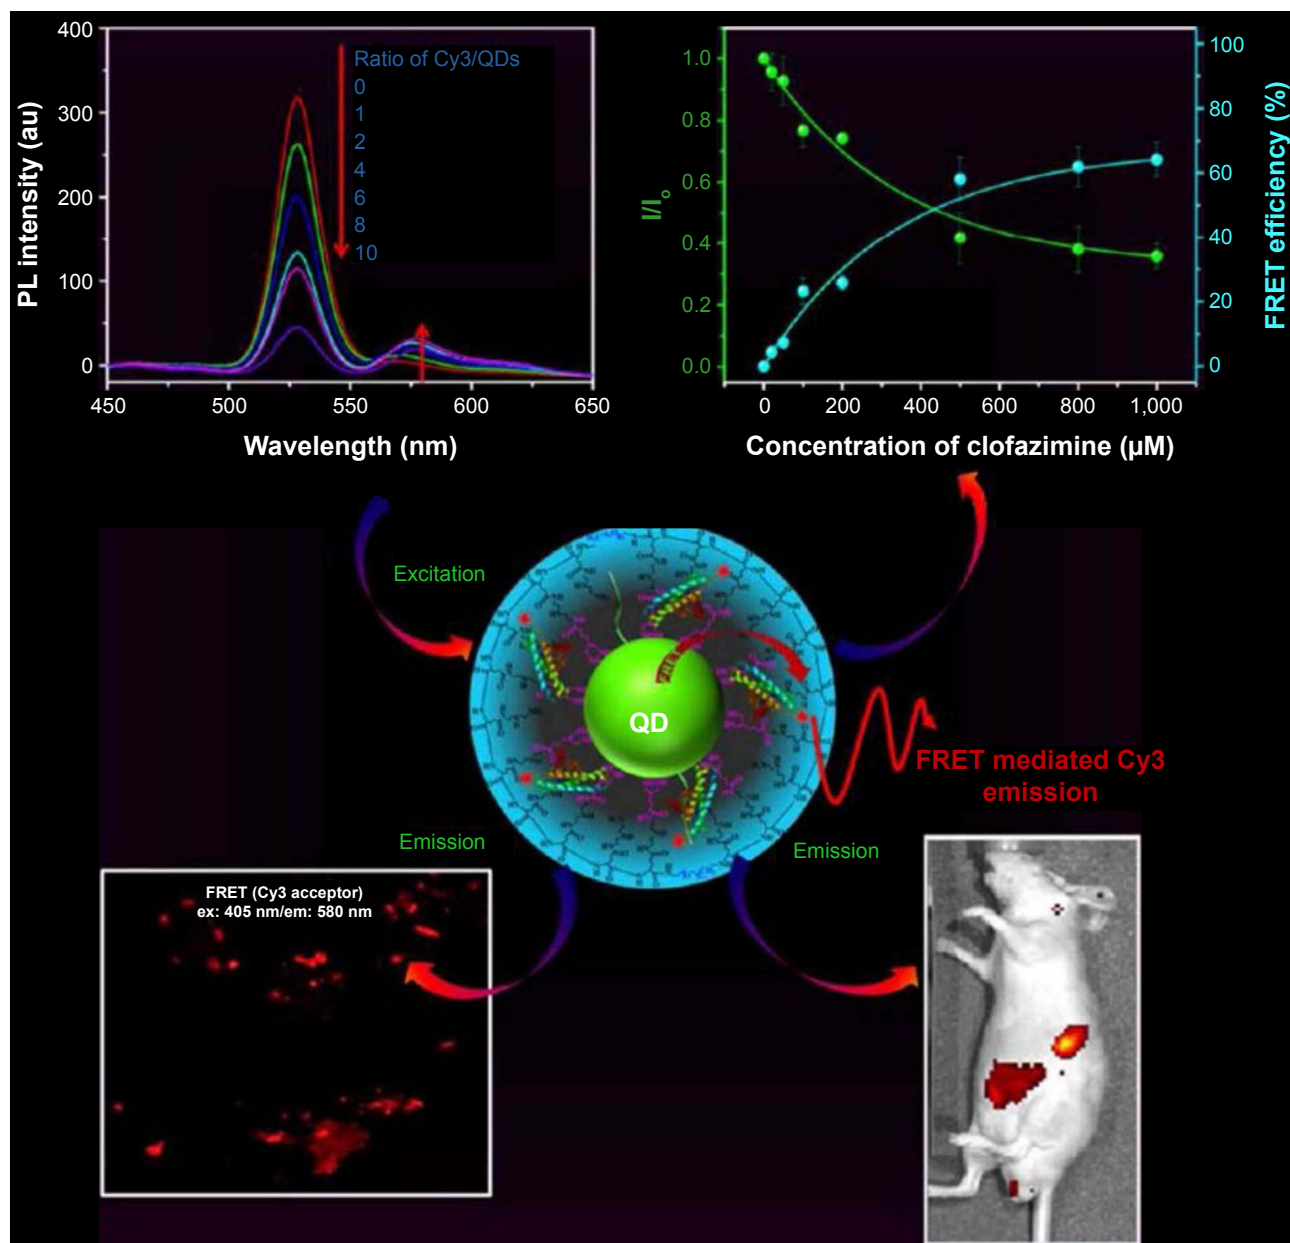 400
300
200
100
0
PL intensity (au)
Ratio of Cy3/QDs
0
1
2
4
6
8
10
450
500
550
600
650
Wavelength (nm)
1.0
0.8
0.6
0.4
0.2
0.0
I/Io
100
80
60
40
20
0
FRET efficiency (%)
0
200
400
600
800
1,000
Concentration of clofazimine (µM)
Excitation
FRET
QD
FRET mediated Cy3
emission
Emission
Emission
FRET (Cy3 acceptor)
ex: 405 nm/em: 580 nm